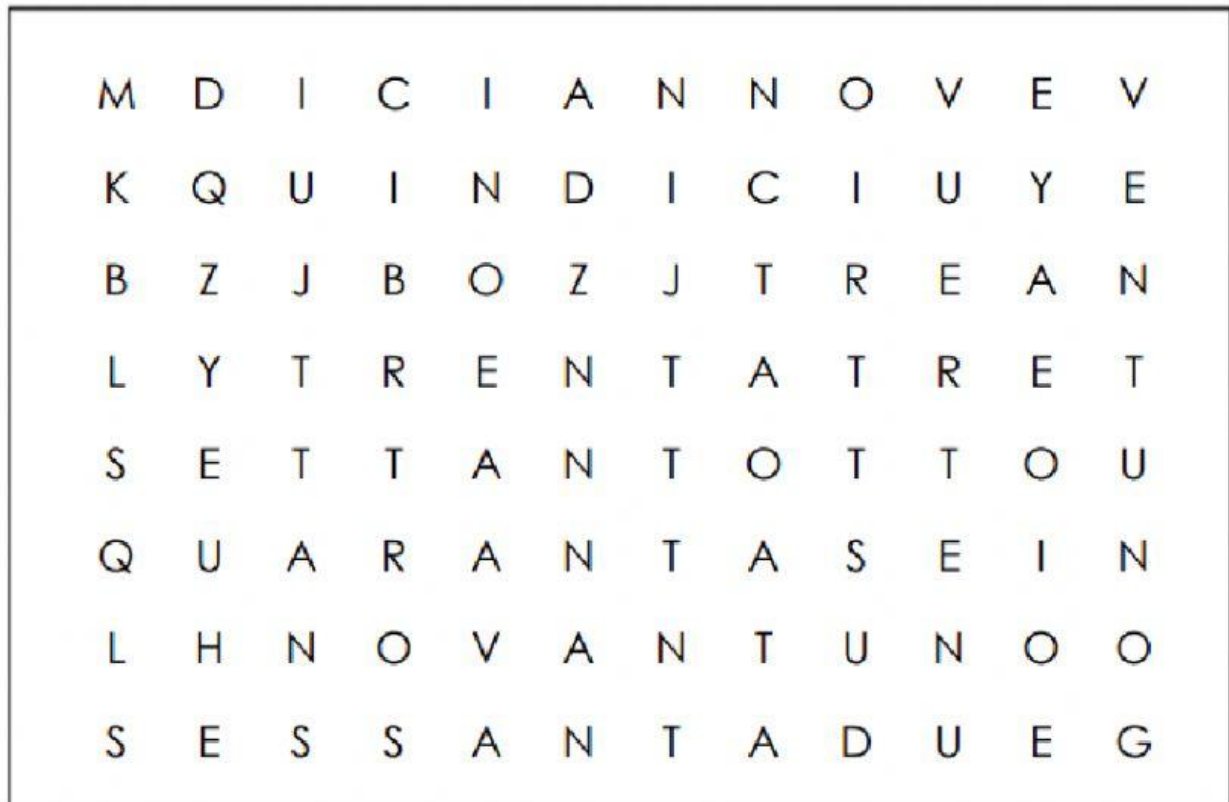 M D I C I A N N O V E V
K Q U I N D I C I U Y E
B Z J B O Z J T R E A N
L Y T R E N T A T R E T
S E T T A N T O T T O U
Q U A R A N T A S E I N
L H N O V A N T U N O O
S E S S A N T A D U E G